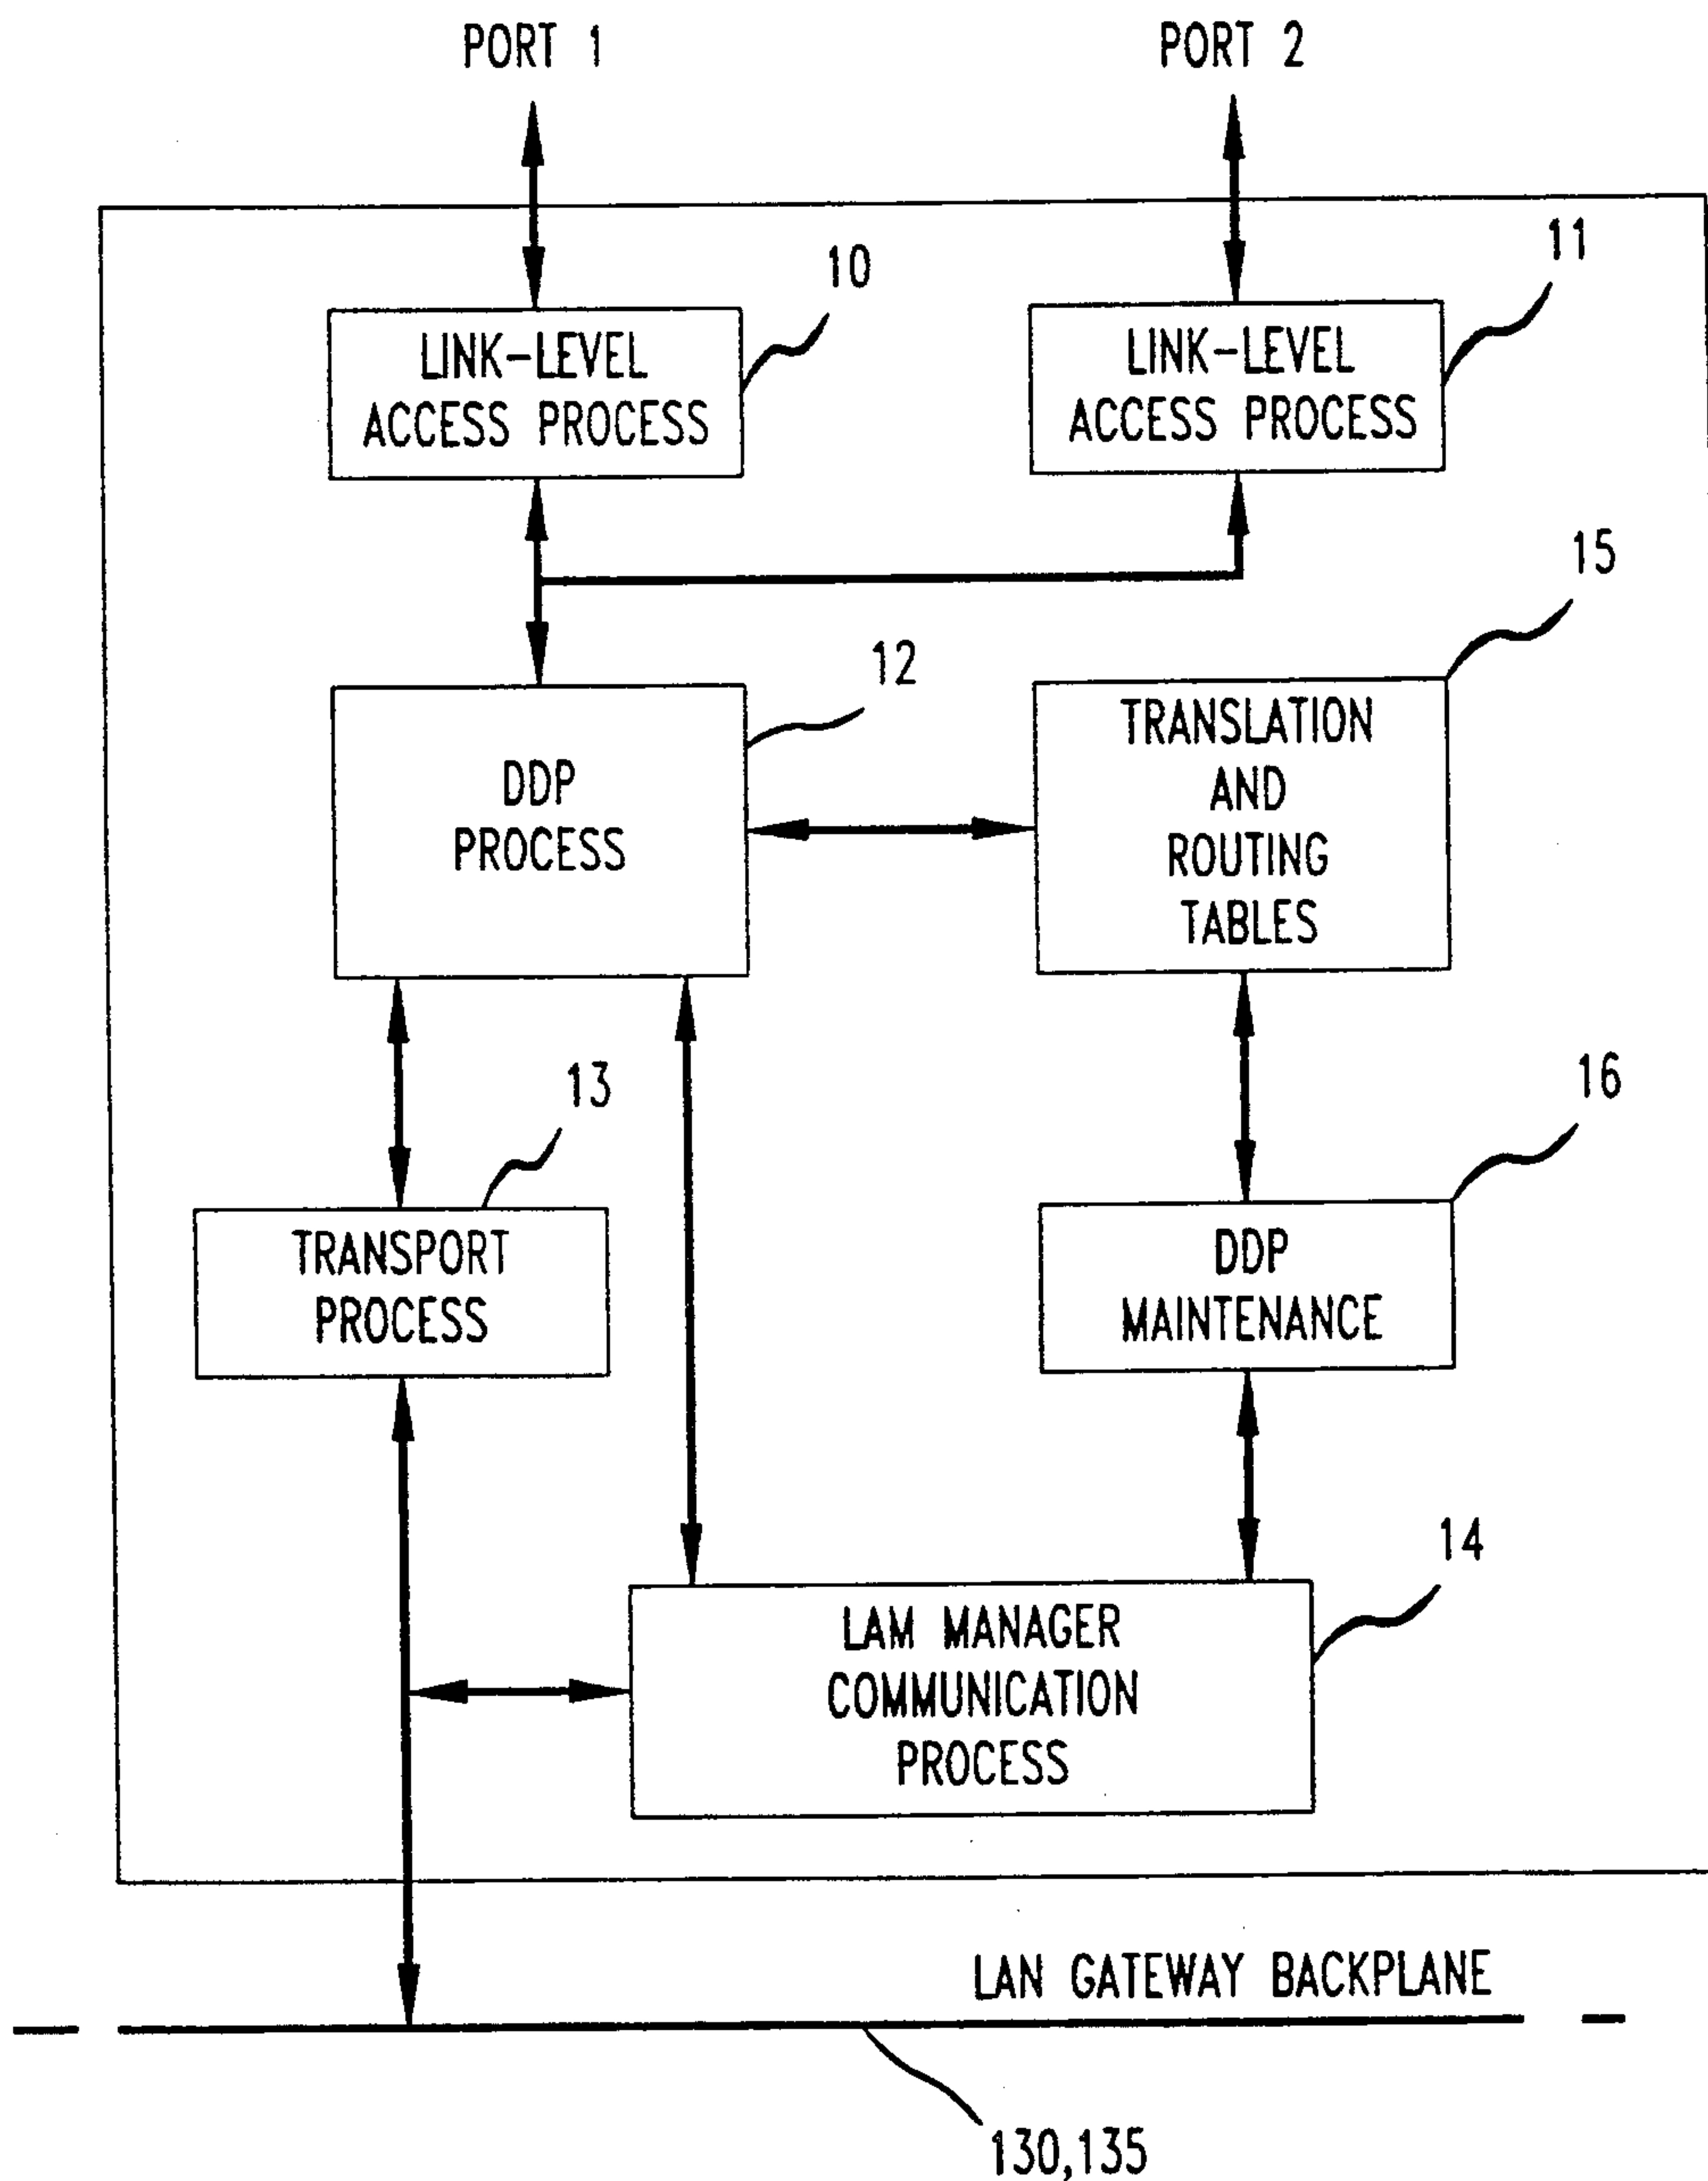 PORT 1
PORT 2
10
11
LINK-LEVEL
ACCESS PROCESS
LINK-LEVEL
ACCESS PROCESS
15
12
DDP
PROCESS
TRANSLATION
AND
ROUTING
TABLES
13
16
TRANSPORT
PROCESS
DDP
MAINTENANCE
14
LAM MANAGER
COMMUNICATION
PROCESS
LAN GATEWAY BACKPLANE
130,135